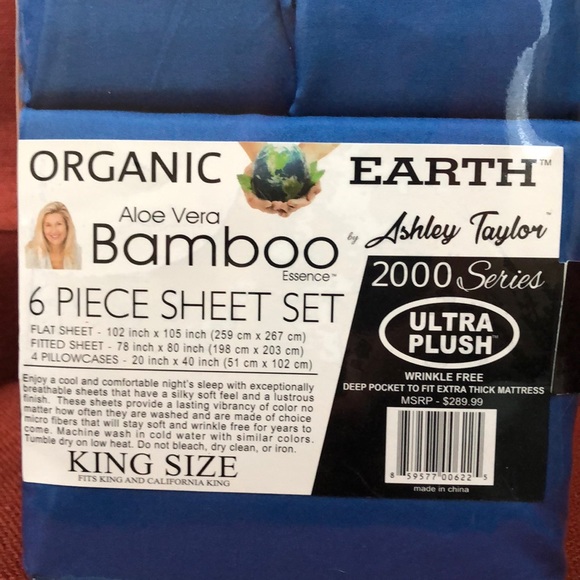 ORGANIC EARTH™
Aloe Vera
Bamboo
Essence™
by Ashley Taylor™
6 PIECE SHEET SET
FLAT SHEET - 102 inch x 105 inch (259 cm x 267 cm)
FITTED SHEET - 78 inch x 80 inch (198 cm x 203 cm)
4 PILLOWCASES - 20 inch x 40 inch (51 cm x 102 cm)
Enjoy a cool and comfortable night's sleep with exceptionally
breathable sheets that have a silky soft feel and a lustrous
finish. These sheets provide a lasting vibrancy of color no
matter how often they are washed and are made of choice
micro fibers that will stay soft and wrinkle free for years to
come. Machine wash in cold water with similar colors.
Tumble dry on low heat. Do not bleach, dry clean, or iron.
KING SIZE
FITS KING AND CALIFORNIA KING
2000 Series
ULTRA
PLUSH™
WRINKLE FREE
DEEP POCKET TO FIT EXTRA THICK MATTRESS
MSRP - $289.99
8 59577 00622 5
made in china